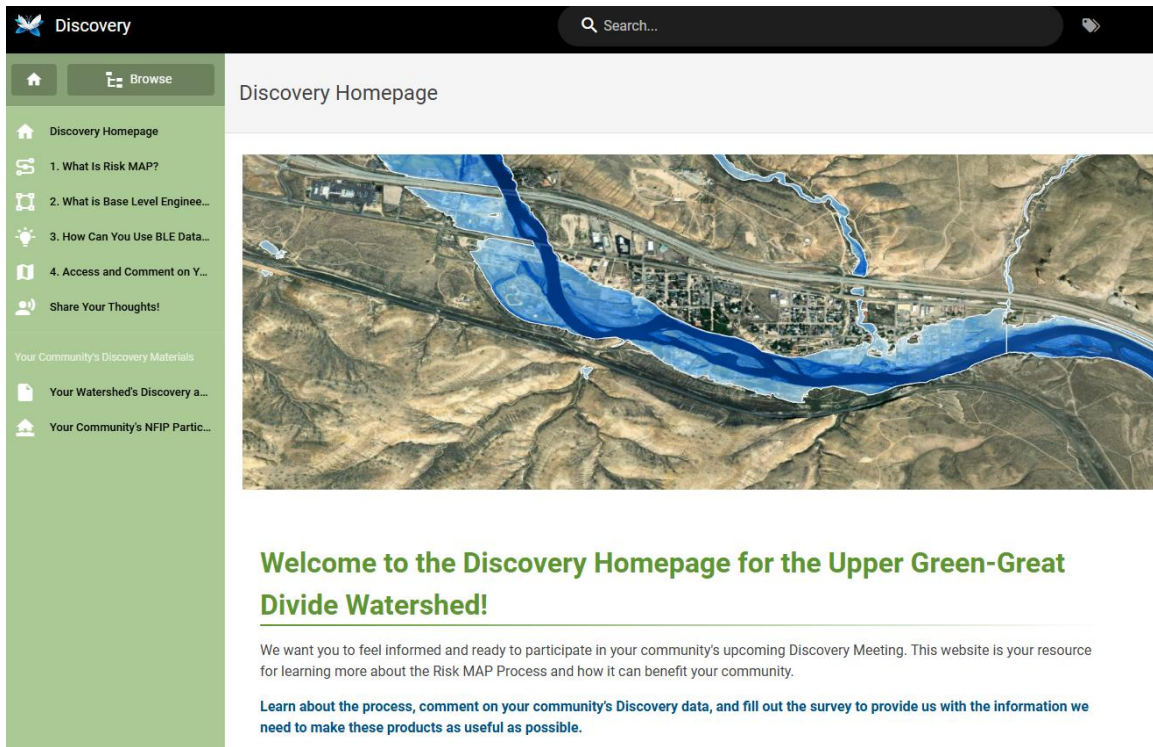 Discovery
Search...
Browse
Discovery Homepage
Discovery Homepage
1. What Is Risk MAP?
2. What is Base Level Enginee...
3. How Can You Use BLE Data...
4. Access and Comment on Y...
Share Your Thoughts!
Your Community's Discovery Materials
Your Watershed's Discovery a...
Your Community's NFIP Partic...
Welcome to the Discovery Homepage for the Upper Green-Great
Divide Watershed!
We want you to feel informed and ready to participate in your community's upcoming Discovery Meeting. This website is your resource
for learning more about the Risk MAP Process and how it can benefit your community.
Learn about the process, comment on your community's Discovery data, and fill out the survey to provide us with the information we
need to make these products as useful as possible.